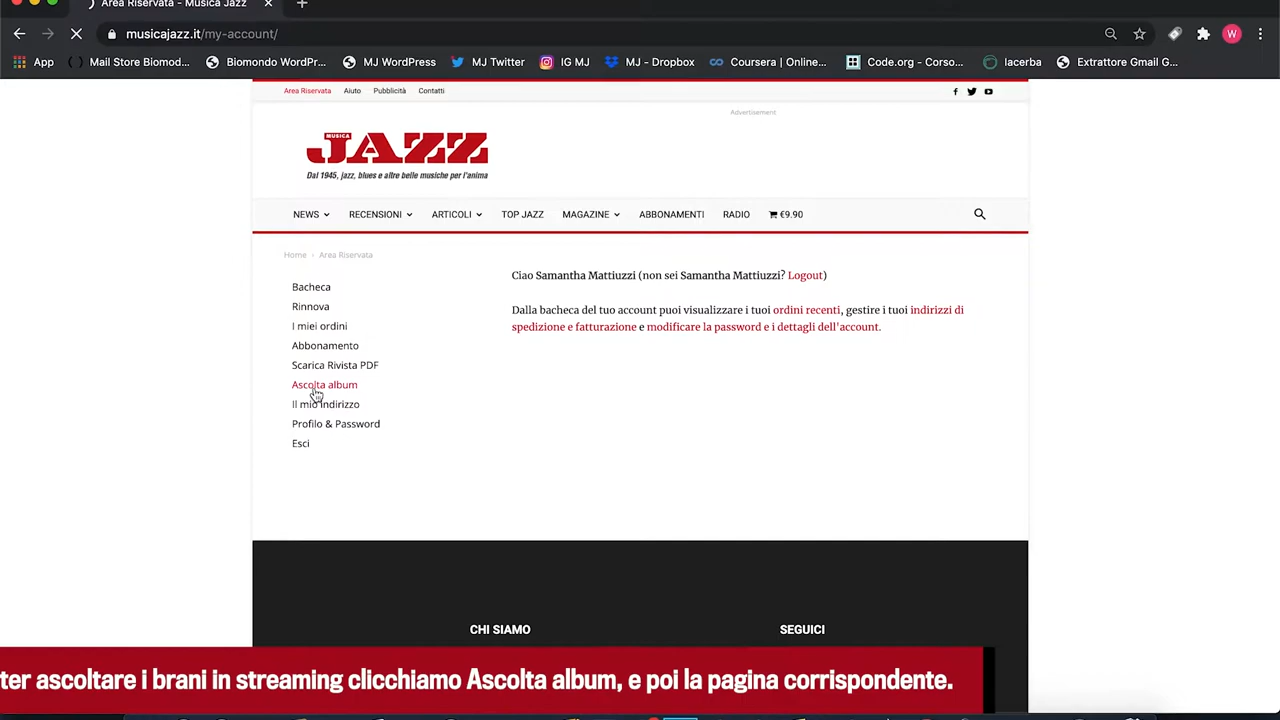 Area Riservata - Musica Jazz
musicajazz.it/my-account/
W
App
Mail Store Biomod...
Biomondo WordPr...
MJ WordPress
Twitter MJ
IG MJ
MJ - Dropbox
Coursera | Online...
Code.org - Corso...
lacerba
Extruttore Gmail G...
Area Riservata Aiuto Pubblicità Contatti
Advertisement
MUSICA
JAZZ
Dal 1945, jazz, blues e altre belle musiche per l'anima
NEWS RECENSIONI ARTICOLI TOP JAZZ MAGAZINE ABBONAMENTI RADIO €9.90
Home › Area Riservata
Bacheca
Rinnova
I miei ordini
Abbonamento
Scarica Rivista PDF
Ascolta album
Il mio indirizzo
Profilo & Password
Esci
Ciao Samantha Mattiuzzi (non sei Samantha Mattiuzzi? Logout)
Dalla bacheca del tuo account puoi visualizzare i tuoi ordini recenti, gestire i tuoi indirizzi di
spedizione e fatturazione e modificare la password e i dettagli dell'account.
CHI SIAMO
SEGUICI
ter ascoltare i brani in streaming clicchiamo Ascolta album, e poi la pagina corrispondente.